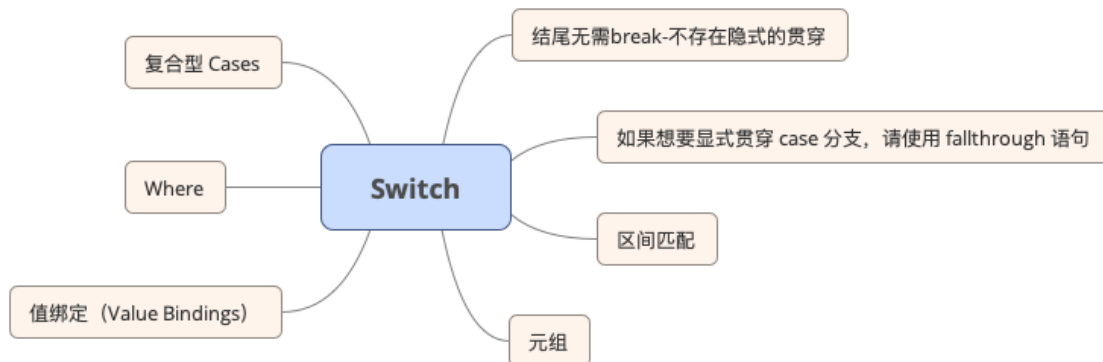 结尾无需break-不存在隐式的贯穿
复合型 Cases
如果想要显式贯穿 case 分支，请使用 fallthrough 语句
Switch
Where
区间匹配
值绑定（Value Bindings）
元组